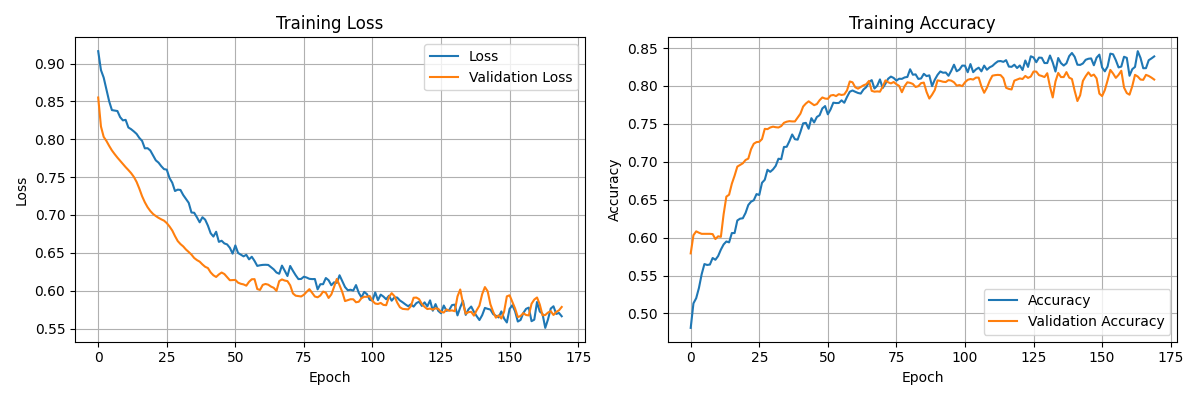 Training Loss
Loss
Validation Loss
0.90
0.85
0.80
0.75
0.70
0.65
0.60
0.55
Loss
0 25 50 75 100 125 150 175
Epoch
Training Accuracy
0.85
0.80
0.75
0.70
0.65
0.60
0.55
0.50
Accuracy
Accuracy
Validation Accuracy
0 25 50 75 100 125 150 175
Epoch